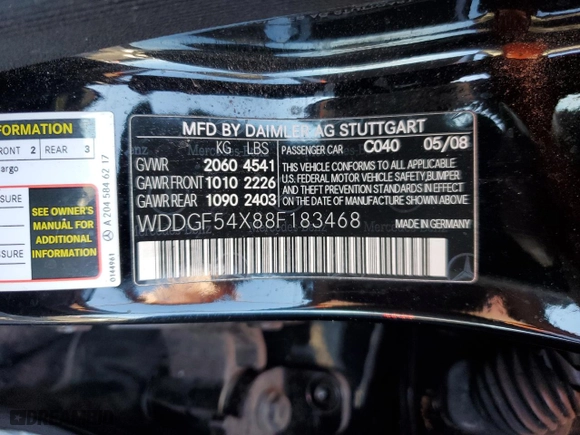 FORMATION
FRONT 2 REAR 3
argo
SSURE
SEE OWNER'S
MANUAL FOR
ADDITIONAL
INFORMATION
0144961
A 204 584 62 17
MFD BY DAIMLER AG STUTTGART
KG LBS PASSENGER CAR C040 05/08
GVWR 2060 4541
GAWR FRONT 1010 2226
GAWR REAR 1090 2403
THIS VEHICLE CONFORMS TO ALL APPLICABLE
U.S. FEDERAL MOTOR VEHICLE SAFETY,BUMPER
AND THEFT PREVENTION STANDARDS IN EFFECT ON THE
DATE OF MANUFACTURE SHOWN ABOVE.
WDDGF54X88F183468
MADE IN GERMANY